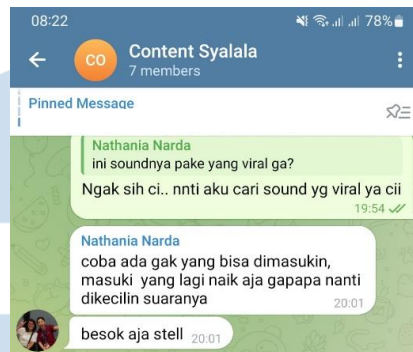 08:22
78%
CO
Content Syalala
7 members
Pinned Message
Nathania Narda
ini soundnya pake yang viral ga?
Ngak sih ci.. nnti aku cari sound yg viral ya cii
19:54
Nathania Narda
coba ada gak yang bisa dimasukin,
masuki yang lagi naik aja gapapa nanti
dikecilin suaranya
20:01
besok aja stell 20:01